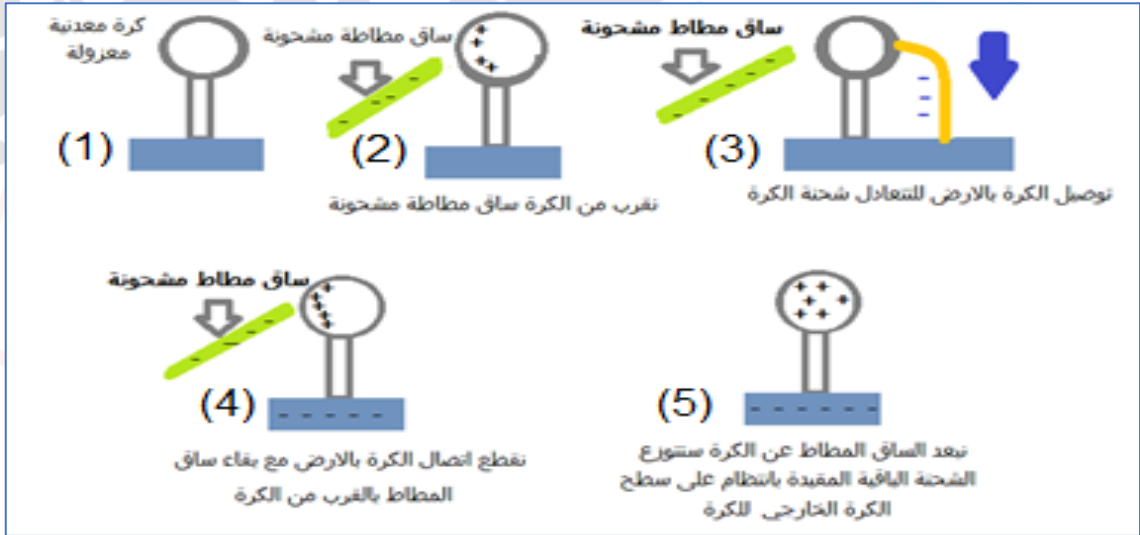 كرة معدنية
معزولة
(1)
ساق مطاطة مشحونة
(2)
نقرب من الكرة ساق مطاطة مشحونة
ساق مطاط مشحونة
(3)
توصيل الكرة بالارض للتتعادل شحنة الكرة
ساق مطاط مشحونة
(4)
نقطع اتصال الكرة بالارض مع بقاء ساق
المطاط بالقرب من الكرة
(5)
نبعد الساق المطاط عن الكرة ستتوزع
الشحنة الباقية المقيدة بانتظام على سطح
الكرة الخارجي للكرة